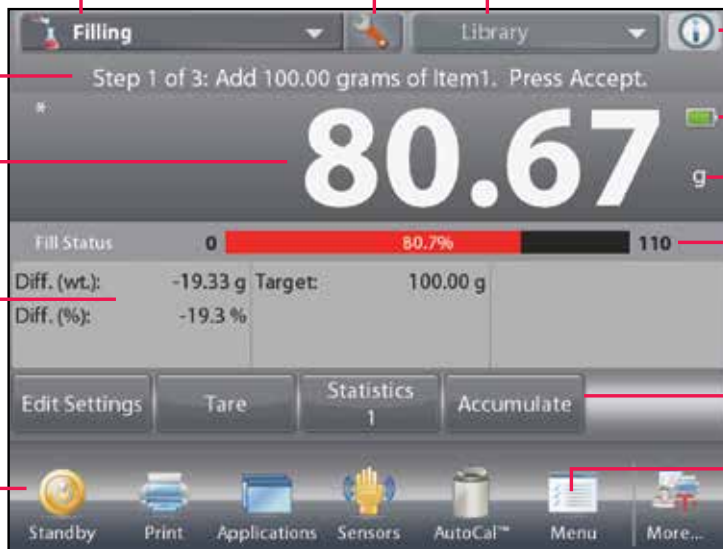 Filling Library
Step 1 of 3: Add 100.00 grams of Item1. Press Accept.
*
80.67
g
Fill Status 0 80.7% 110
Diff. (wt.): -19.33 g Target: 100.00 g
Diff. (%): -19.3 %
Edit Settings Tare Statistics 1 Accumulate
Standby Print Applications Sensors AutoCal™ Menu More...